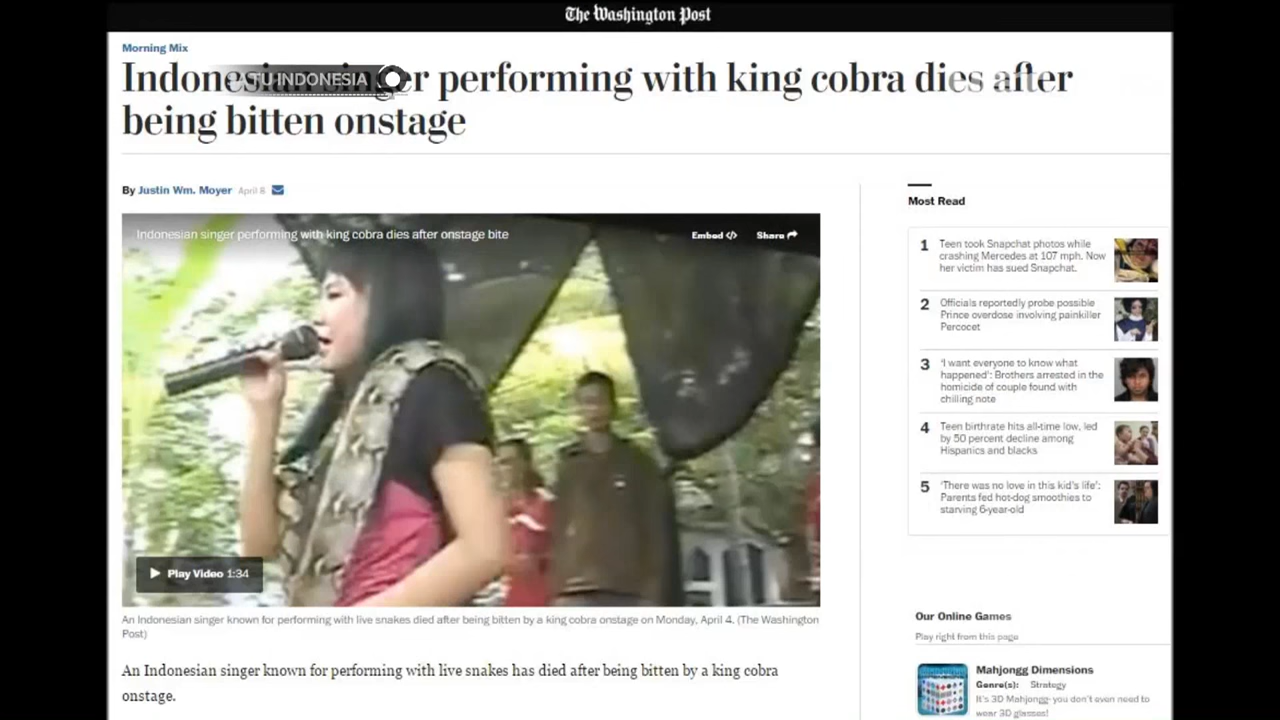 The Washington Post
Morning Mix
Indonesian singer performing with king cobra dies after
being bitten onstage
A TU INDONESIA
By Justin Wm. Moyer April 8
Indonesian singer performing with king cobra dies after onstage bite
Embed </> Share
Play Video 1:34
An Indonesian singer known for performing with live snakes died after being bitten by a king cobra onstage on Monday, April 4. (The Washington
Post)
An Indonesian singer known for performing with live snakes has died after being bitten by a king cobra
onstage.
Most Read
1 Teen took Snapchat photos while
crashing Mercedes at 107 mph. Now
her victim has sued Snapchat.
2 Officials reportedly probe possible
Prince overdose involving painkiller
Percocet
3 ‘I want everyone to know what
happened’: Brothers arrested in the
homicide of couple found with
chilling note
4 Teen birthrate hits all-time low, led
by 50 percent decline among
Hispanics and blacks
5 ‘There was no love in this kid's life’:
Parents fed hot-dog smoothies to
starving 6-year-old
Our Online Games
Play right from this page
Mahjongg Dimensions
Genre(s): Strategy
It's 3D Mahjongg- you don't even need to
wear 3D glasses!